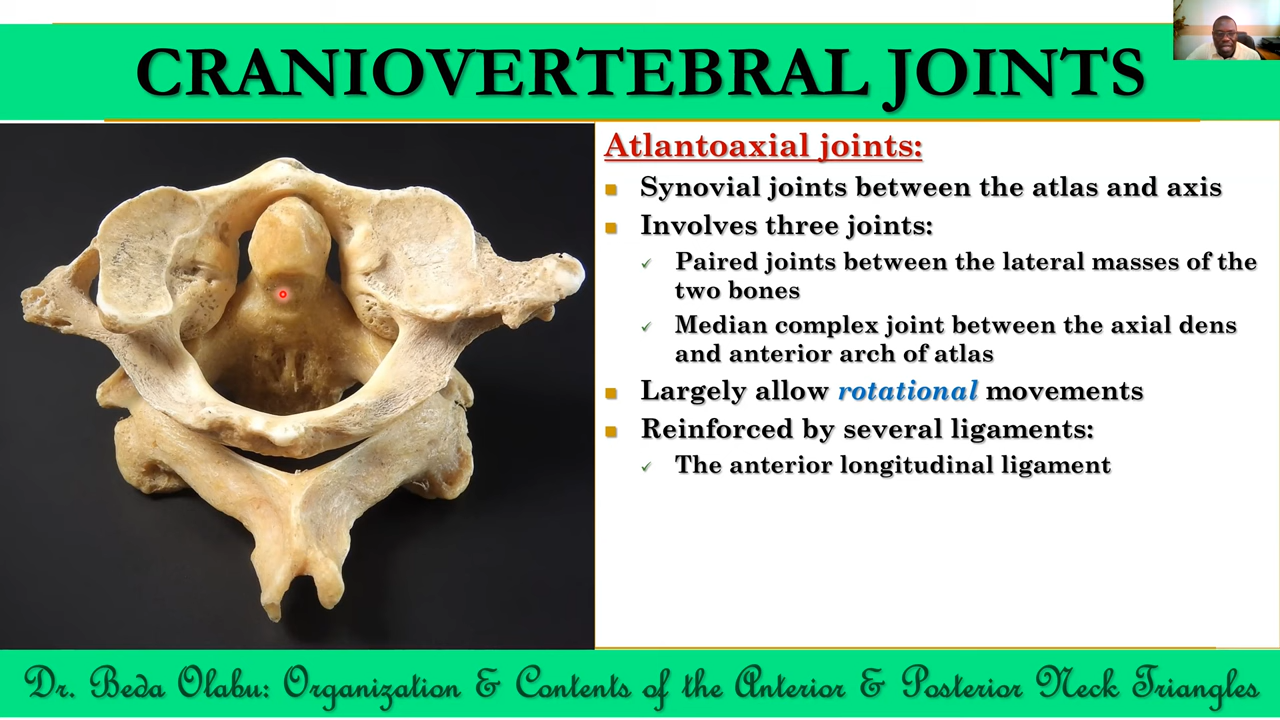 CRANIOVERTEBRAL JOINTS
Atlantoaxial joints:
Synovial joints between the atlas and axis
Involves three joints:
Paired joints between the lateral masses of the
two bones
Median complex joint between the axial dens
and anterior arch of atlas
Largely allow rotational movements
Reinforced by several ligaments:
The anterior longitudinal ligament
Dr. Beda Olabu: Organization & Contents of the Anterior & Posterior Neck Triangles